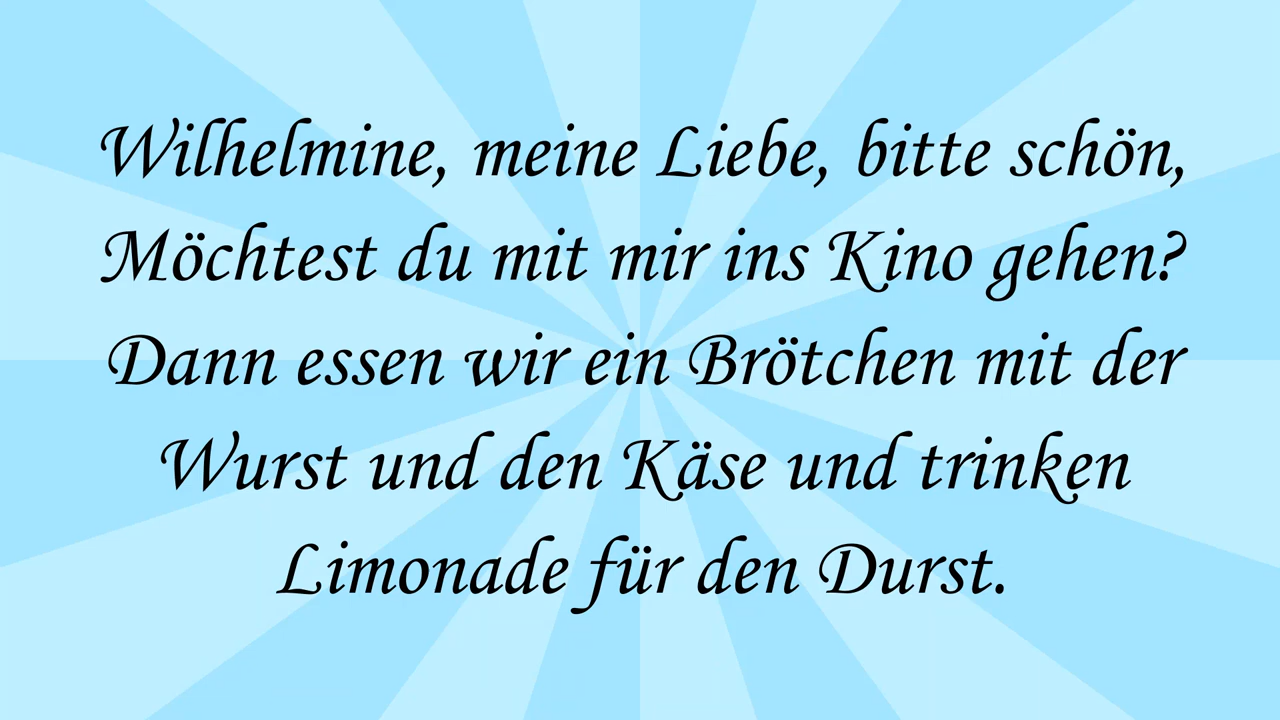 Wilhelmine, meine Liebe, bitte schön,
Möchtest du mit mir ins Kino gehen?
Dann essen wir ein Brötchen mit der
Wurst und den Käse und trinken
Limonade für den Durst.